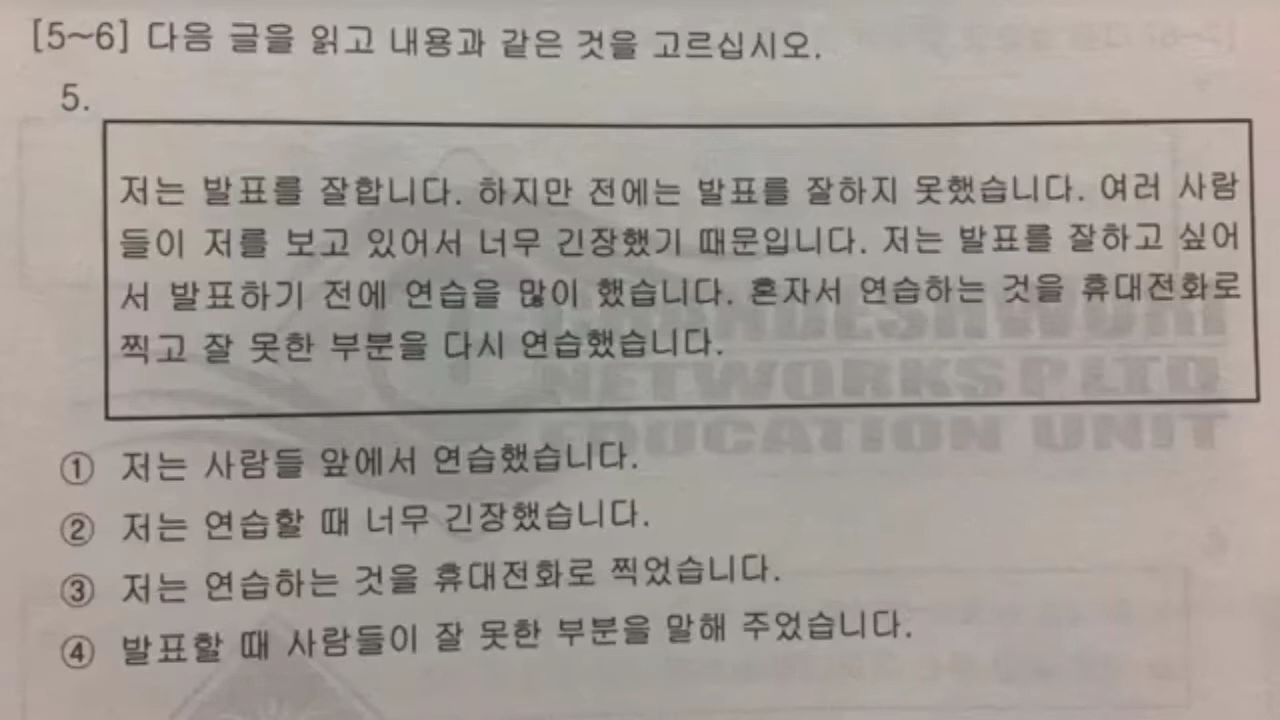 [5~6] 다음 글을 읽고 내용과 같은 것을 고르십시오.
5.
저는 발표를 잘합니다. 하지만 전에는 발표를 잘하지 못했습니다. 여러 사람
들이 저를 보고 있어서 너무 긴장했기 때문입니다. 저는 발표를 잘하고 싶어
서 발표하기 전에 연습을 많이 했습니다. 혼자서 연습하는 것을 휴대전화로
찍고 잘 못한 부분을 다시 연습했습니다.
NETWORKS P LTD
EDUCATION UNIT
① 저는 사람들 앞에서 연습했습니다.
② 저는 연습할 때 너무 긴장했습니다.
③ 저는 연습하는 것을 휴대전화로 찍었습니다.
④ 발표할 때 사람들이 잘 못한 부분을 말해 주었습니다.